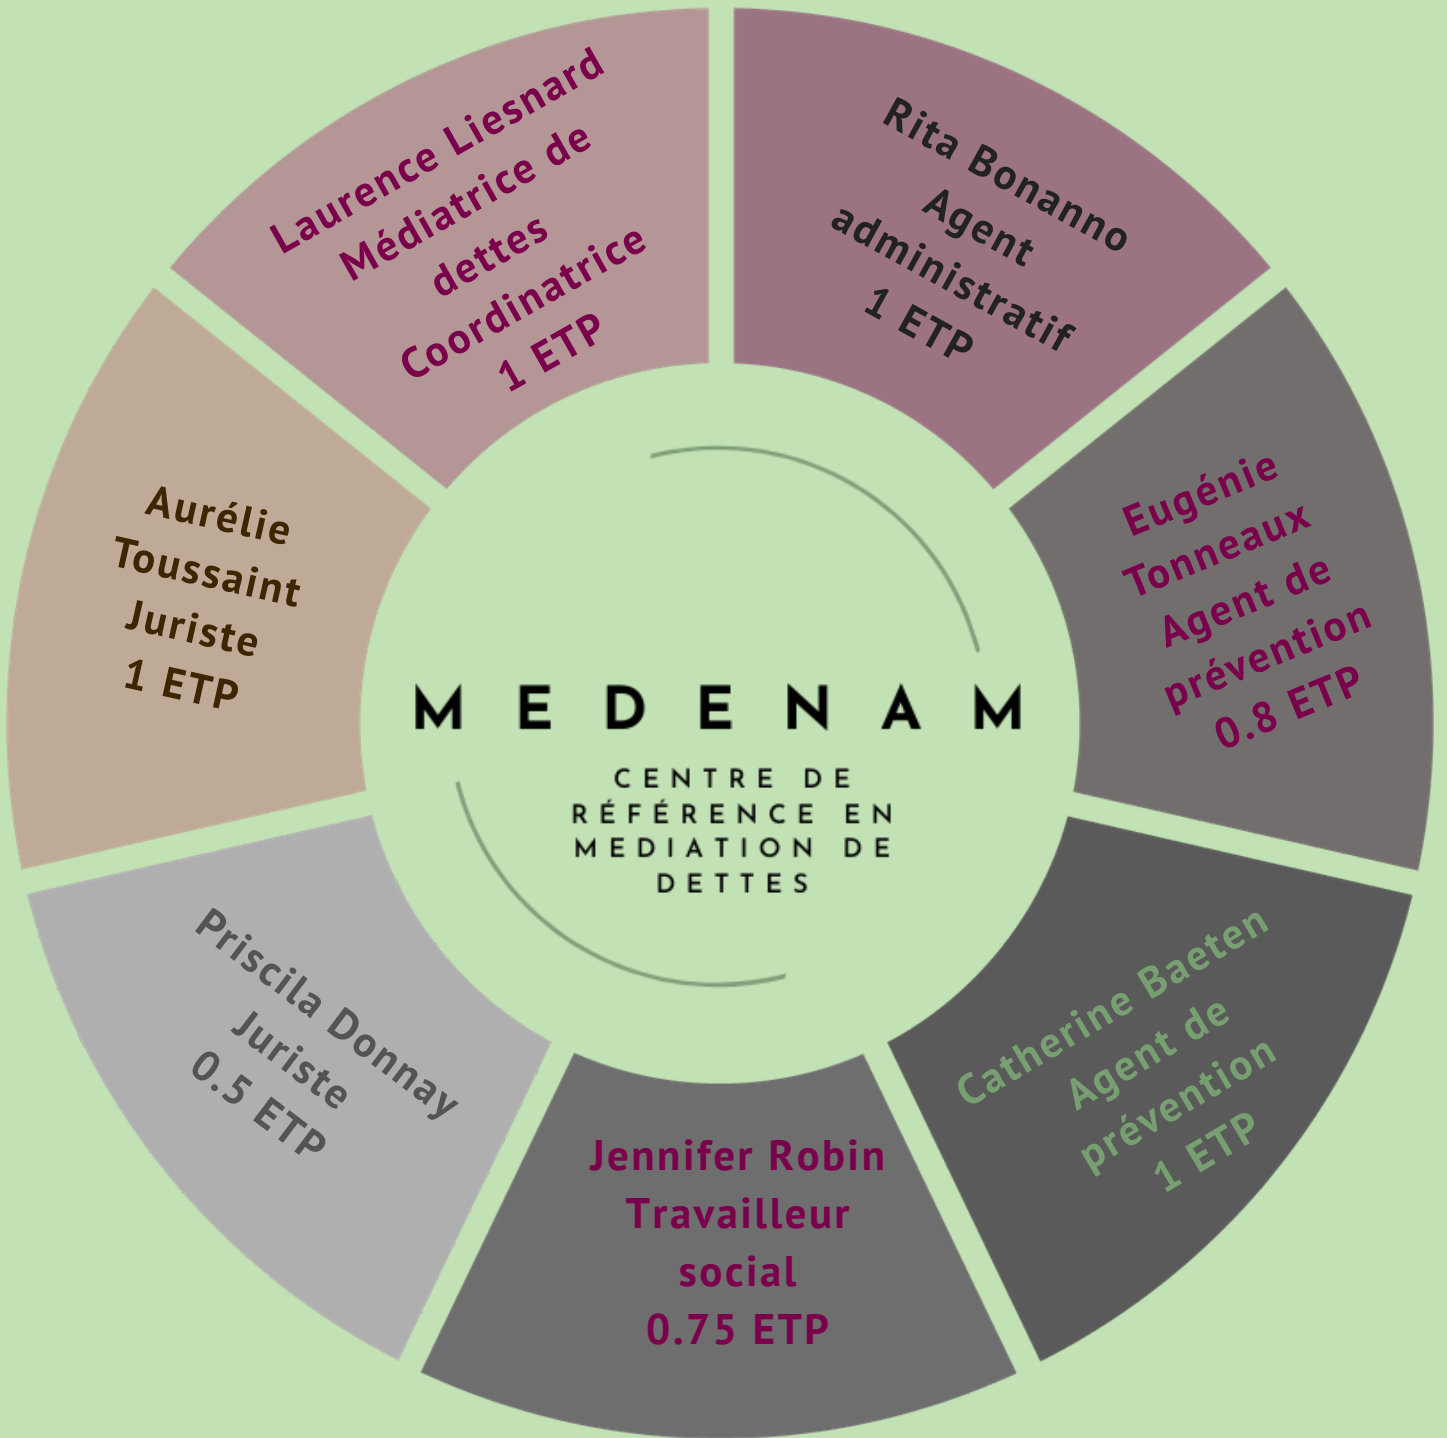 Laurence Liesnard
Médiatrice de
dettes
Coordinatrice
1 ETP
Rita Bonanno
Agent
administratif
1 ETP
Eugénie
Tonneaux
Agent de
prévention
0.8 ETP
Catherine Baeten
Agent de
prévention
1 ETP
Jennifer Robin
Travailleur
social
0.75 ETP
Priscila Donnay
Juriste
0.5 ETP
Aurélie
Toussaint
Juriste
1 ETP
MEDENAM
CENTRE DE
RÉFÉRENCE EN
MEDIATION DE
DETTES